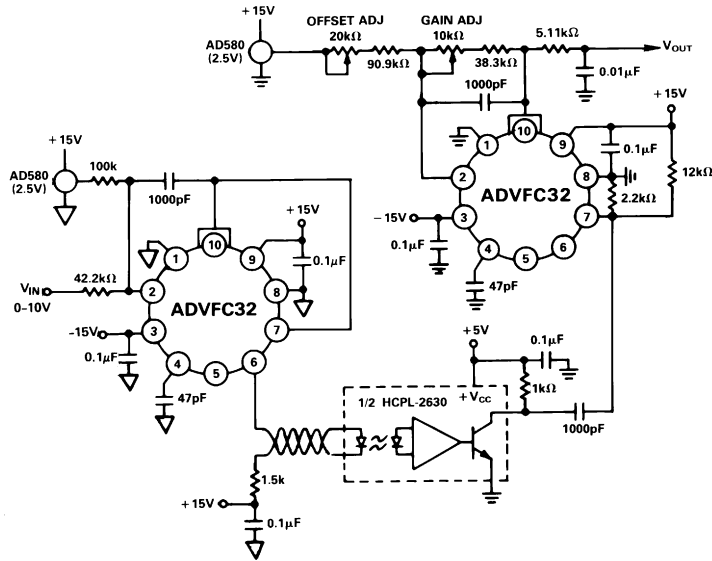 +15V
AD580
(2.5V)
OFFSET ADJ
20kΩ
90.9kΩ
GAIN ADJ
10kΩ
38.3kΩ
5.11kΩ
VOUT
0.01μF
1000pF
+15V
0.1μF
12kΩ
2.2kΩ
1
10
9
2
8
ADVFC32
3
7
4
5
6
-15V
0.1μF
47pF
+15V
AD580
(2.5V)
100k
1000pF
+15V
0.1μF
1
10
9
VIN
0-10V
42.2kΩ
2
8
ADVFC32
-15V
3
7
0.1μF
4
5
6
47pF
+5V
0.1μF
1kΩ
1/2 HCPL-2630
+VCC
1000pF
1.5k
+15V
0.1μF